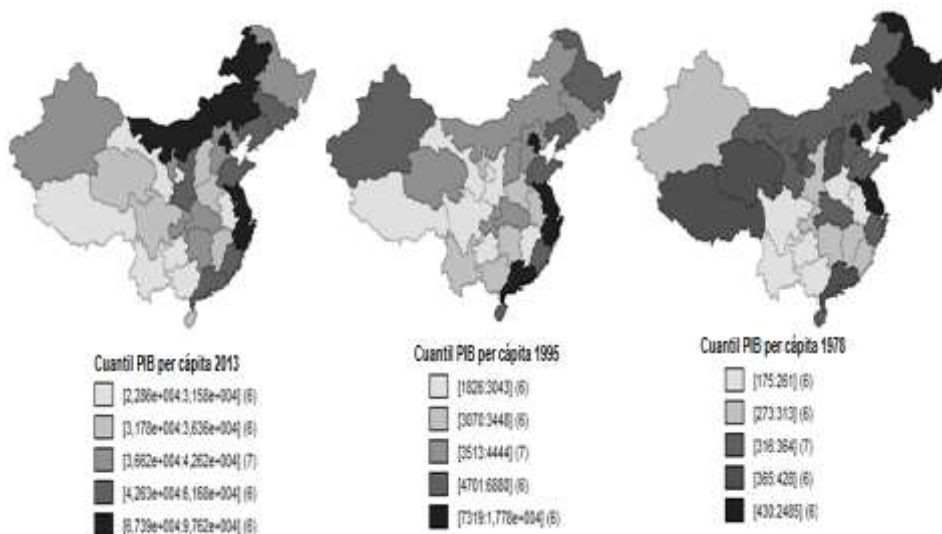 Cuantil PIB per cápita 2013
[2,286e+004:3,158e+004] (6)
[3,178e+004:3,636e+004] (6)
[3,662e+004:4,262e+004] (7)
[4,263e+004:6,168e+004] (6)
[6,739e+004:9,762e+004] (6)
Cuantil PIB per cápita 1995
[1826:3043] (6)
[3070:3448] (6)
[3513:4444] (7)
[4701:6880] (6)
[7319:1,778e+004] (6)
Cuantil PIB per cápita 1978
[175:261] (6)
[273:313] (6)
[316:364] (7)
[365:428] (6)
[430:2485] (6)